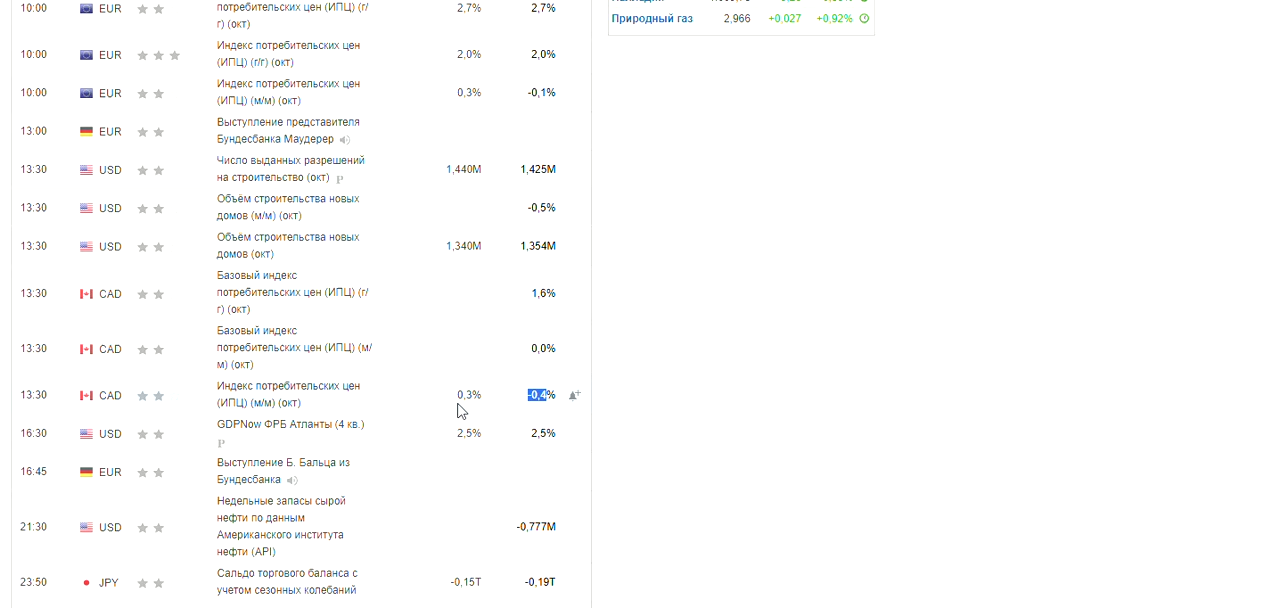 10:00 EUR потребительских цен (ИПЦ) (г/ 2,7% 2,7%
г) (окт)
10:00 EUR Индекс потребительских цен 2,0% 2,0%
(ИПЦ) (г/г) (окт)
10:00 EUR Индекс потребительских цен 0,3% -0,1%
(ИПЦ) (м/м) (окт)
13:00 EUR Выступление представителя
Бундесбанка Маудерер
13:30 USD Число выданных разрешений 1,440M 1,425M
на строительство (окт) P
13:30 USD Объём строительства новых -0,5%
домов (м/м) (окт)
13:30 USD Объём строительства новых 1,340M 1,354M
домов (окт)
Базовый индекс
13:30 CAD потребительских цен (ИПЦ) (г/ 1,6%
г) (окт)
Базовый индекс
13:30 CAD потребительских цен (ИПЦ) (м/ 0,0%
м) (окт)
13:30 CAD Индекс потребительских цен 0,3% -0,4%
(ИПЦ) (м/м) (окт)
16:30 USD GDPNow ФРБ Атланты (4 кв.) 2,5% 2,5%
P
16:45 EUR Выступление Б. Бальца из
Бундесбанка
Недельные запасы сырой
21:30 USD нефти по данным -0,777M
Американского института
нефти (API)
23:50 JPY Сальдо торгового баланса с -0,15T -0,19T
учетом сезонных колебаний
Природный газ 2,966 +0,027 +0,92%